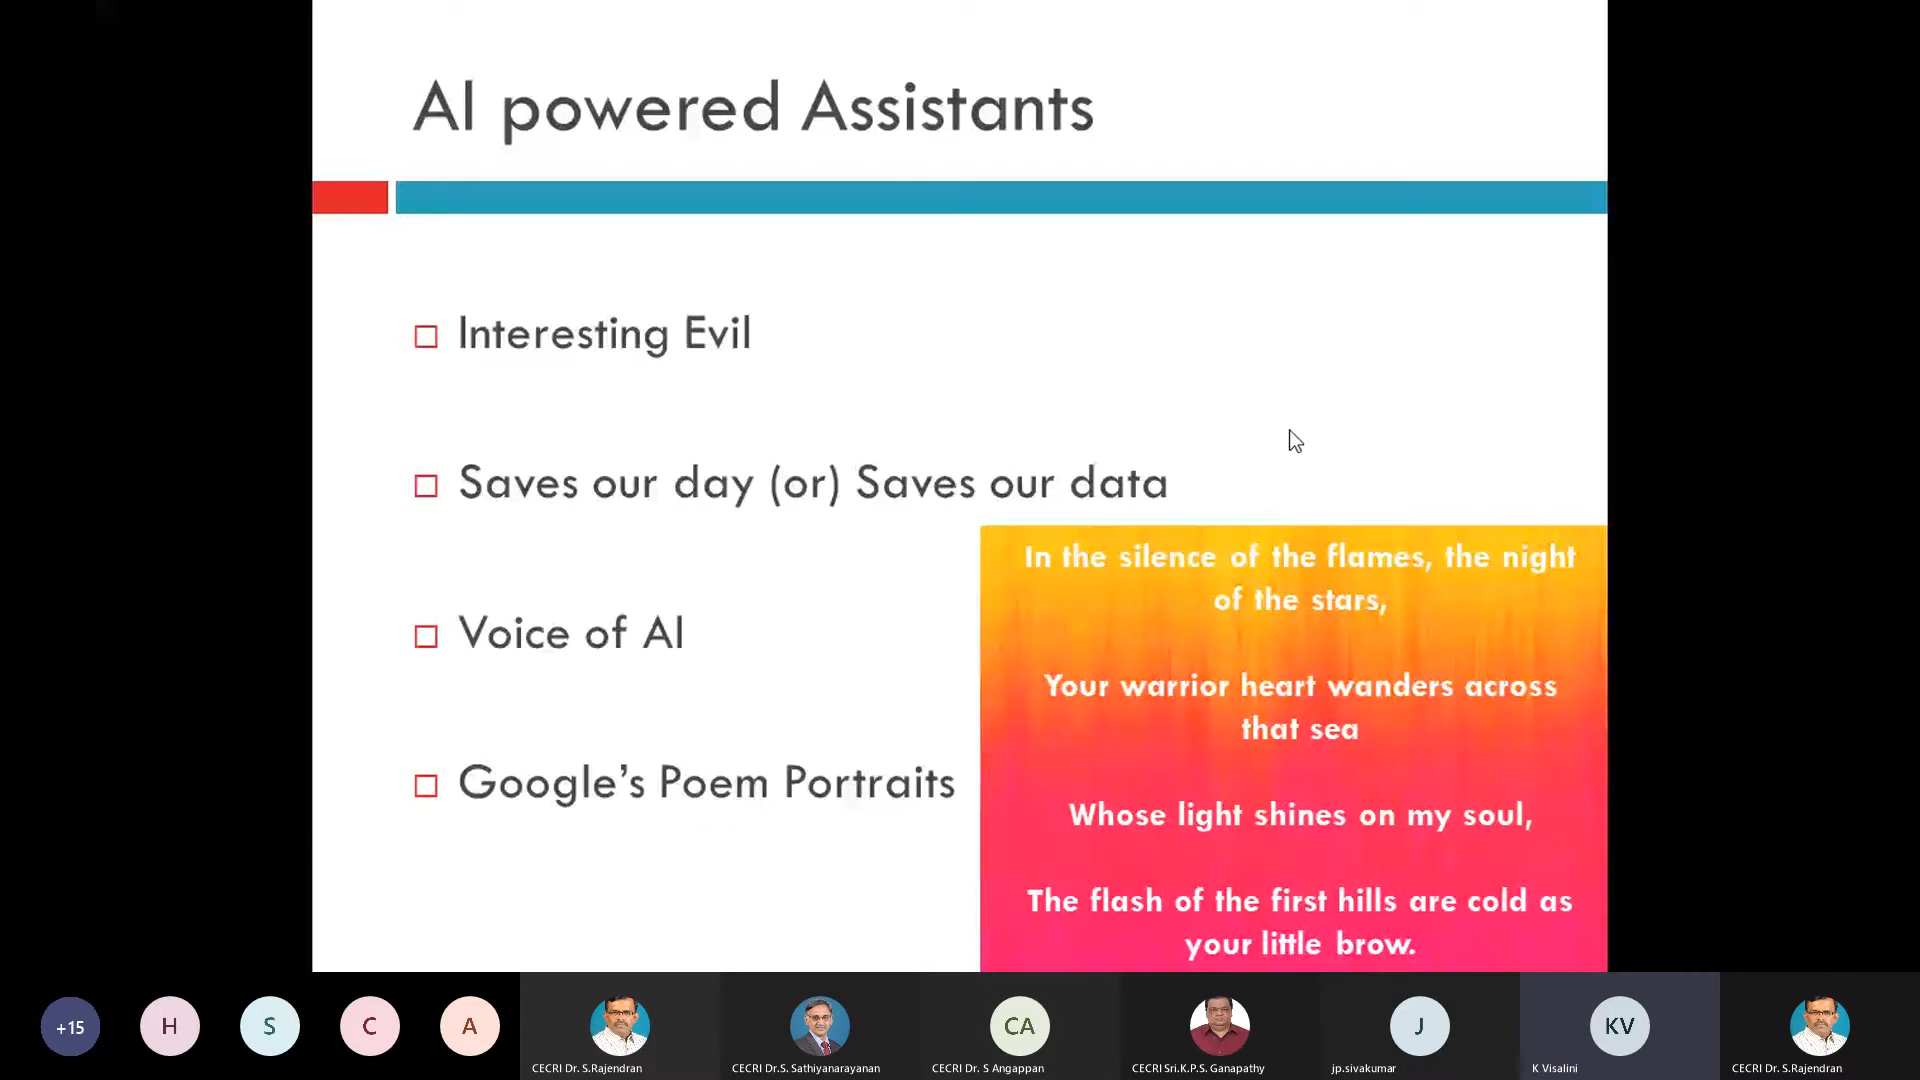 AI powered Assistants
Interesting Evil
Saves our day (or) Saves our data
Voice of AI
Google's Poem Portraits
In the silence of the flames, the night
of the stars,
Your warrior heart wanders across
that sea
Whose light shines on my soul,
The flash of the first hills are cold as
your little brow.
+15
H
S
C
A
CECRI Dr. S.Rajendran
CECRI Dr.S. Sathiyanarayanan
CA
CECRI Dr. S Angappan
CECRI Sri.K.P.S. Ganapathy
J
jp.sivakumar
KV
K Visalini
CECRI Dr. S.Rajendran